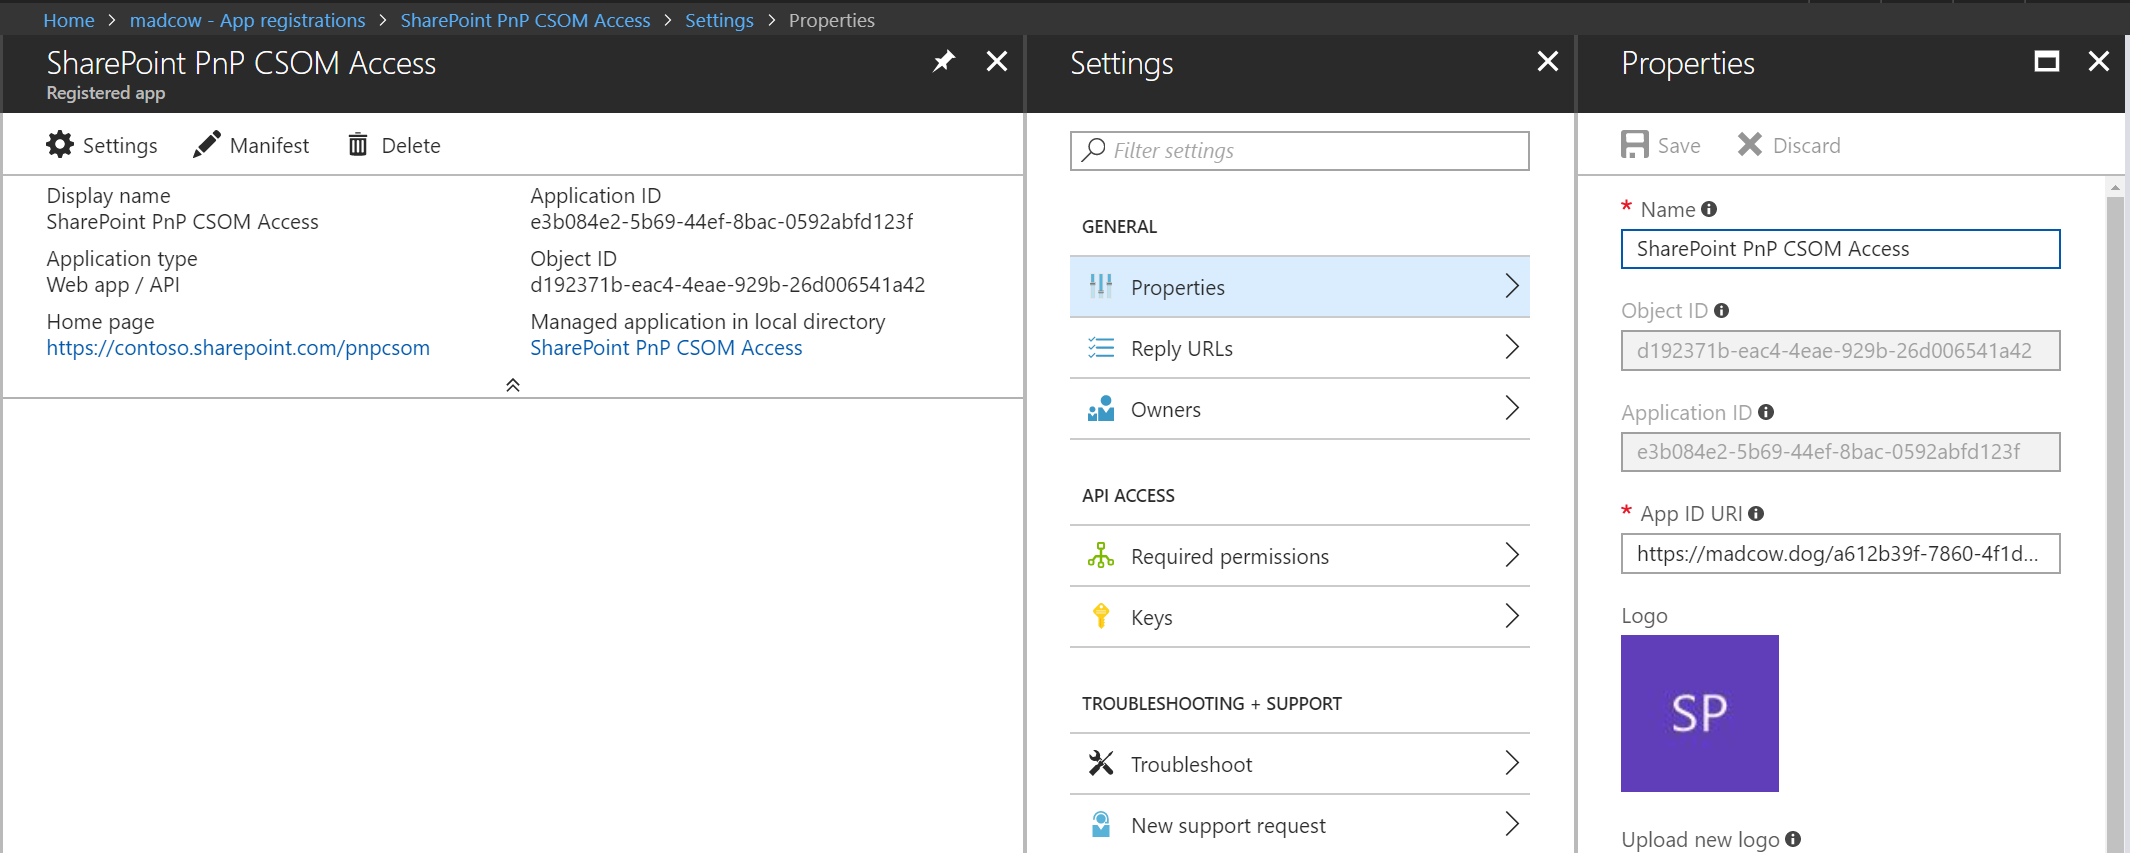 Home > madcow - App registrations > SharePoint PnP CSOM Access > Settings > Properties
SharePoint PnP CSOM Access
Registered app
Settings Manifest Delete
Display name
SharePoint PnP CSOM Access
Application ID
e3b084e2-5b69-44ef-8bac-0592abfd123f
Application type
Web app / API
Object ID
d192371b-eac4-4eae-929b-26d006541a42
Home page
https://contoso.sharepoint.com/pnpcsom
Managed application in local directory
SharePoint PnP CSOM Access
Settings
Filter settings
GENERAL
Properties
Reply URLs
Owners
API ACCESS
Required permissions
Keys
TROUBLESHOOTING + SUPPORT
Troubleshoot
New support request
Properties
Save Discard
* Name
SharePoint PnP CSOM Access
Object ID
d192371b-eac4-4eae-929b-26d006541a42
Application ID
e3b084e2-5b69-44ef-8bac-0592abfd123f
* App ID URI
https://madcow.dog/a612b39f-7860-4f1d...
Logo
SP
Upload new logo